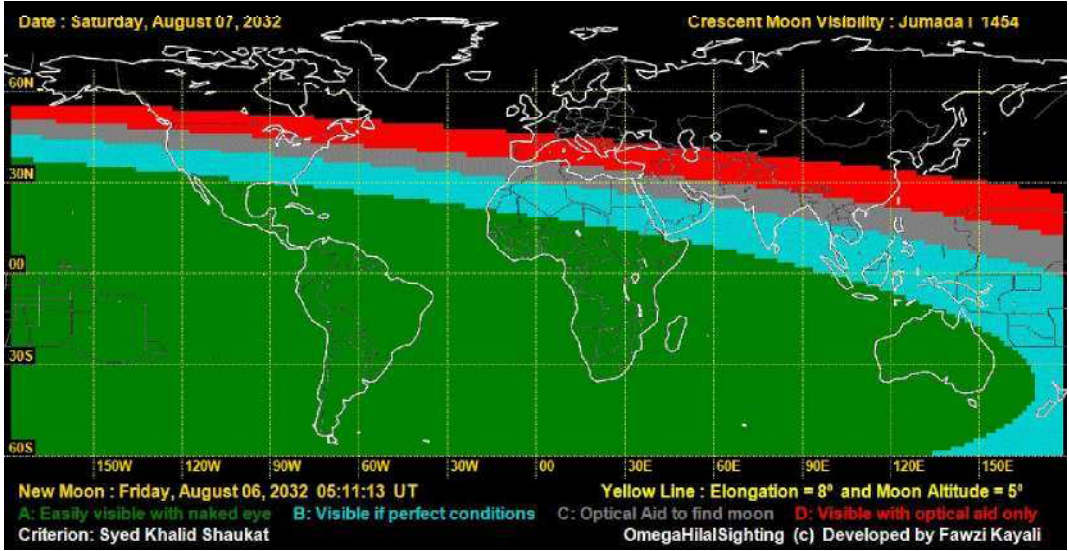 Date : Saturday, August 07, 2032
Crescent Moon Visibility : Jumada I 1454
60N
30N
00
30S
60S
150W 120W 90W 60W 30W 00 30E 60E 90E 120E 150E
New Moon : Friday, August 06, 2032 05:11:13 UT
Yellow Line : Elongation = 8º and Moon Altitude = 5º
A: Easily visible with naked eye B: Visible if perfect conditions C: Optical Aid to find moon D: Visible with optical aid only
Criterion: Syed Khalid Shaukat
OmegaHilalSighting (c) Developed by Fawzi Kayali